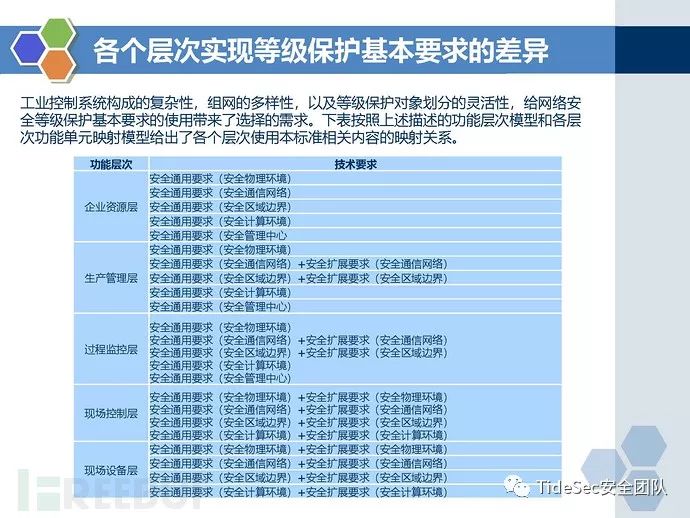 各个层次实现等级保护基本要求的差异
工业控制系统构成的复杂性，组网的多样性，以及等级保护对象划分的灵活性，给网络安
全等级保护基本要求的使用带来了选择的需求。下表按照上述描述的功能层次模型和各层
次功能单元映射模型给出了各个层次使用本标准相关内容的映射关系。
功能层次 技术要求
企业资源层
安全通用要求（安全物理环境）
安全通用要求（安全通信网络）
安全通用要求（安全区域边界）
安全通用要求（安全计算环境）
安全通用要求（安全管理中心
生产管理层
安全通用要求（安全物理环境）
安全通用要求（安全通信网络）+安全扩展要求（安全通信网络）
安全通用要求（安全区域边界）+安全扩展要求（安全区域边界）
安全通用要求（安全计算环境）
安全通用要求（安全管理中心）
过程监控层
安全通用要求（安全物理环境）
安全通用要求（安全通信网络）+安全扩展要求（安全通信网络）
安全通用要求（安全区域边界）+安全扩展要求（安全区域边界）
安全通用要求（安全计算环境）
安全通用要求（安全管理中心）
现场控制层
安全通用要求（安全物理环境）+安全扩展要求（安全物理环境）
安全通用要求（安全通信网络）+安全扩展要求（安全通信网络）
安全通用要求（安全区域边界）+安全扩展要求（安全区域边界）
安全通用要求（安全计算环境）+安全扩展要求（安全计算环境）
现场设备层
安全通用要求（安全物理环境）+安全扩展要求（安全物理环境）
安全通用要求（安全通信网络）+安全扩展要求（安全通信网络）
安全通用要求（安全区域边界）+安全扩展要求（安全区域边界）
安全通用要求（安全计算环境）+安全扩展要求（安全计算环境）
TideSec安全团队
FREEBUF